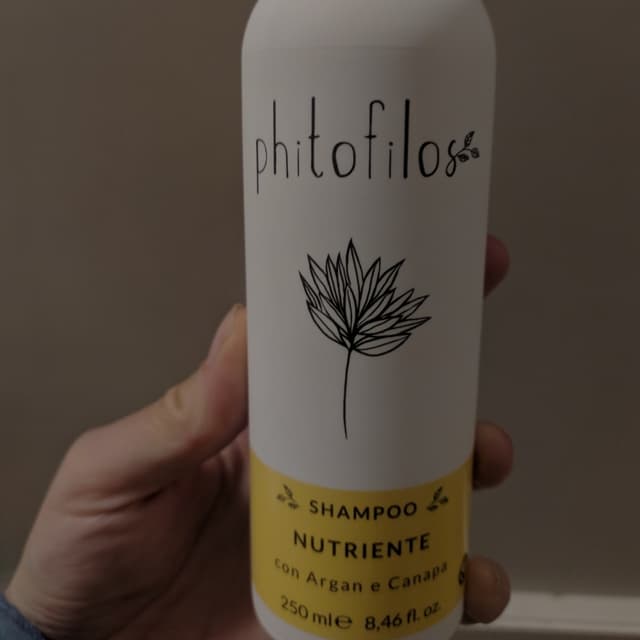 phitofilos
SHAMPOO
NUTRIENTE
con Argan e Canapa
250 ml℮ 8,46 fl. oz.